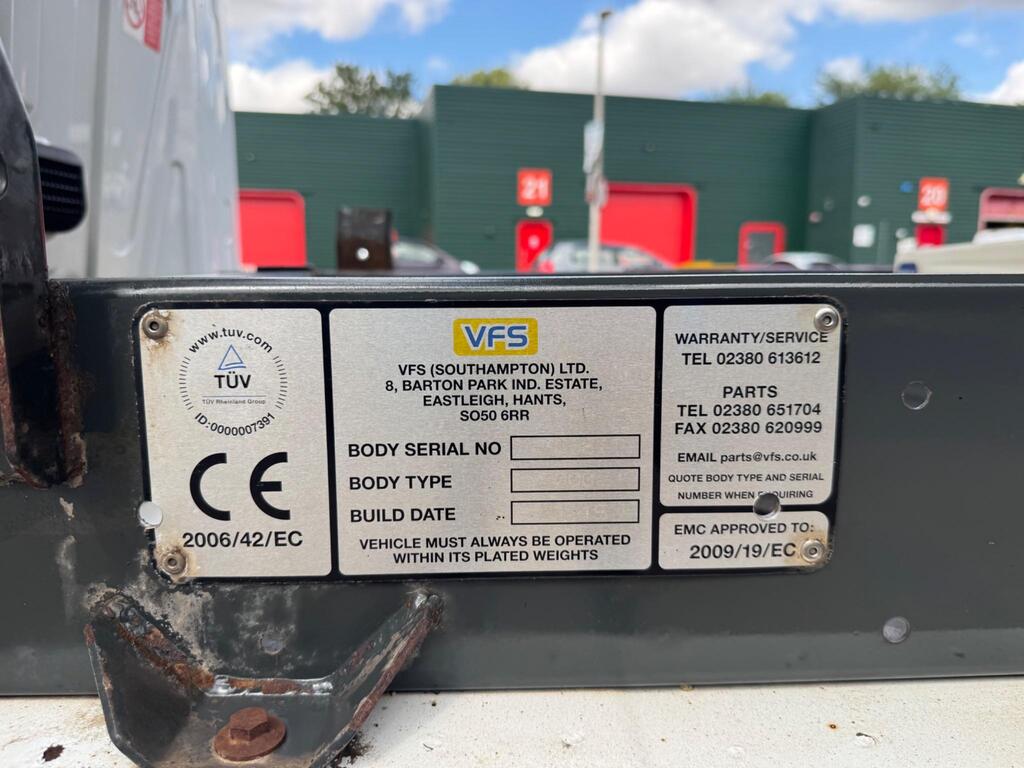 21
20
www.tuv.com
TÜV
TÜV Rheinland Group
ID:0000007391
CE
2006/42/EC
VFS
VFS (SOUTHAMPTON) LTD.
8, BARTON PARK IND. ESTATE,
EASTLEIGH, HANTS,
SO50 6RR
BODY SERIAL NO
BODY TYPE
BUILD DATE
VEHICLE MUST ALWAYS BE OPERATED
WITHIN ITS PLATED WEIGHTS
WARRANTY/SERVICE
TEL 02380 613612
PARTS
TEL 02380 651704
FAX 02380 620999
EMAIL parts@vfs.co.uk
QUOTE BODY TYPE AND SERIAL
NUMBER WHEN ENQUIRING
EMC APPROVED TO:
2009/19/EC